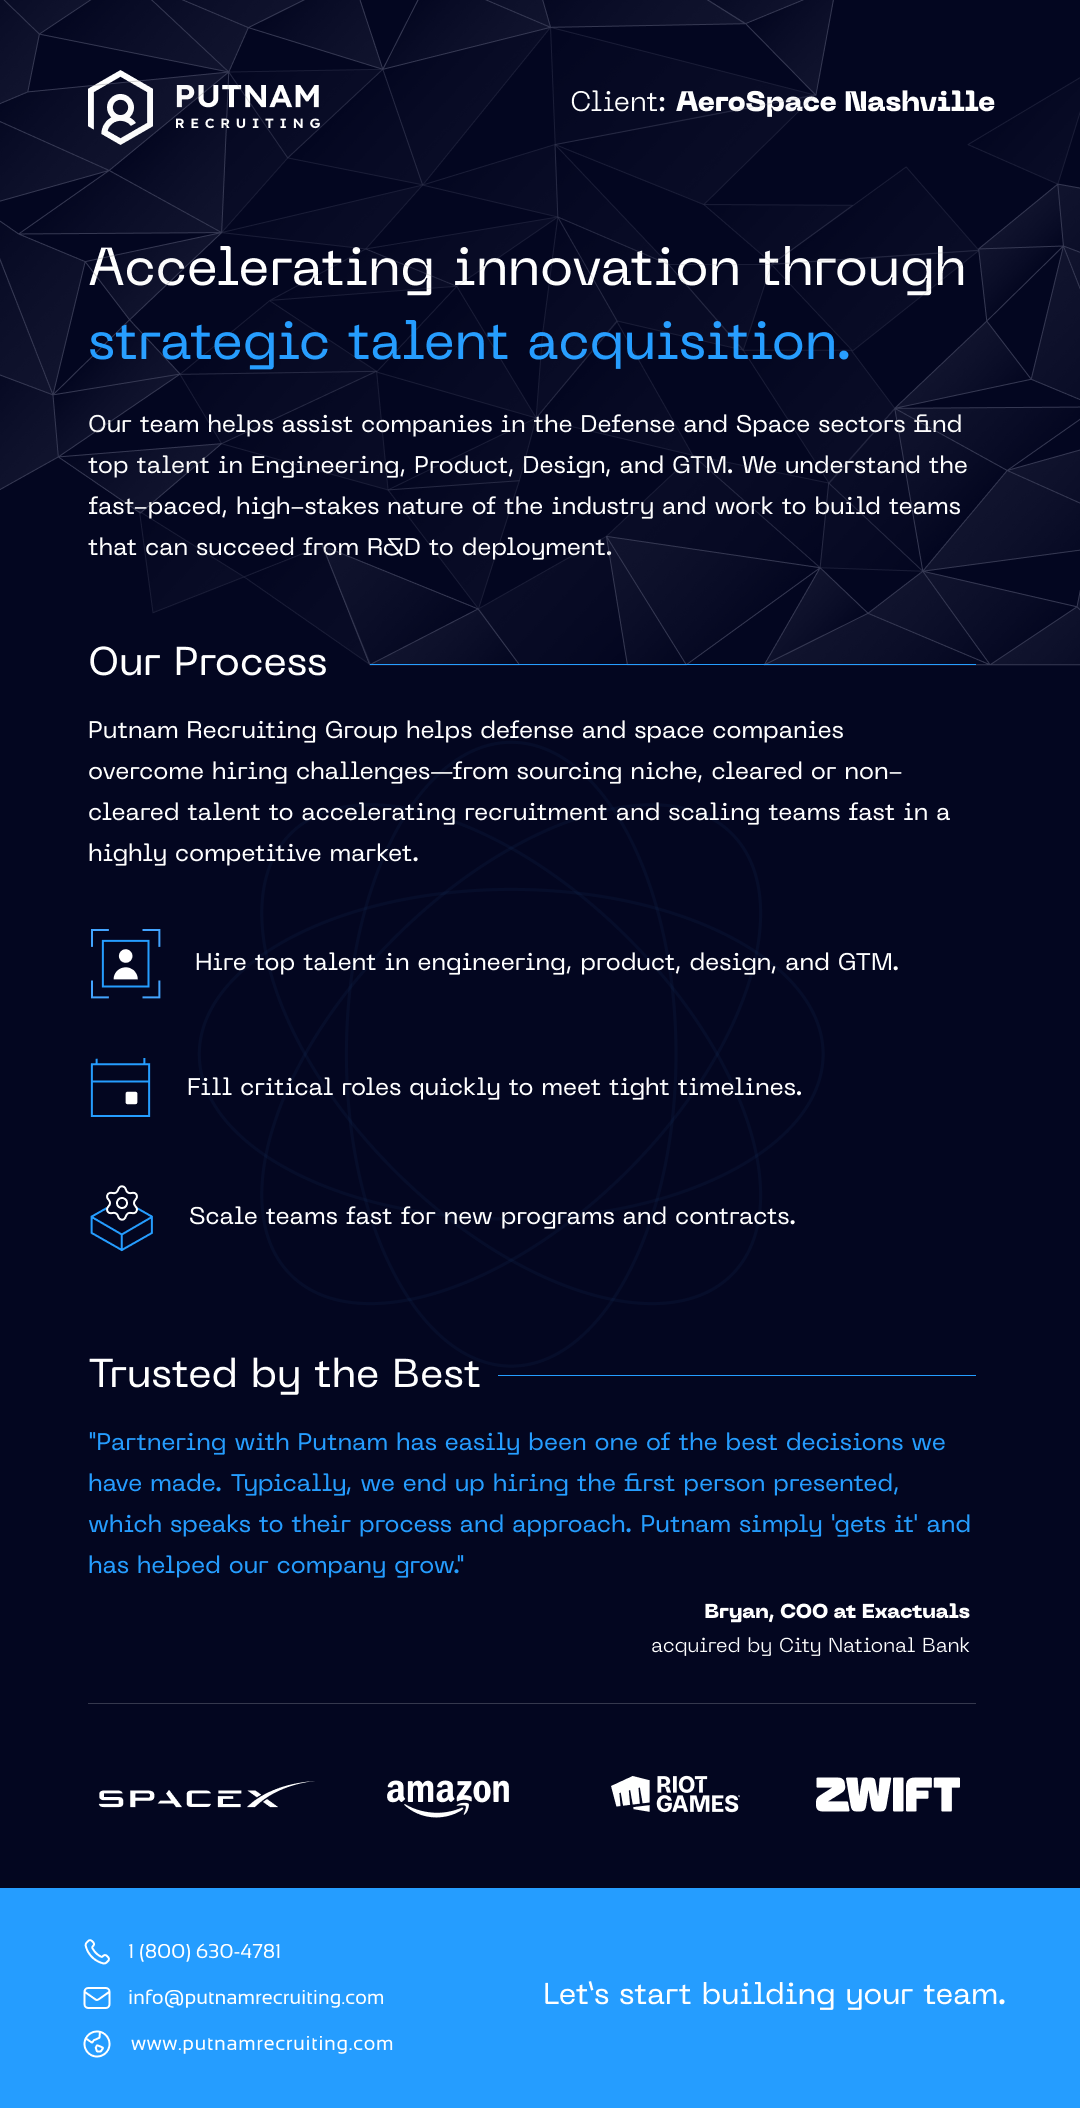 PUTNAM
RECRUITING
Client: AeroSpace Nashville
Accelerating innovation through
strategic talent acquisition.
Our team helps assist companies in the Defense and Space sectors find
top talent in Engineering, Product, Design, and GTM. We understand the
fast-paced, high-stakes nature of the industry and work to build teams
that can succeed from R&D to deployment.
Our Process
Putnam Recruiting Group helps defense and space companies
overcome hiring challenges—from sourcing niche, cleared or non-
cleared talent to accelerating recruitment and scaling teams fast in a
highly competitive market.
Hire top talent in engineering, product, design, and GTM.
Fill critical roles quickly to meet tight timelines.
Scale teams fast for new programs and contracts.
Trusted by the Best
"Partnering with Putnam has easily been one of the best decisions we
have made. Typically, we end up hiring the first person presented,
which speaks to their process and approach. Putnam simply 'gets it' and
has helped our company grow."
Bryan, COO at Exactuals
acquired by City National Bank
SPACEX
amazon
RIOT
GAMES
ZWIFT
1 (800) 630-4781
info@putnamrecruiting.com
www.putnamrecruiting.com
Let's start building your team.